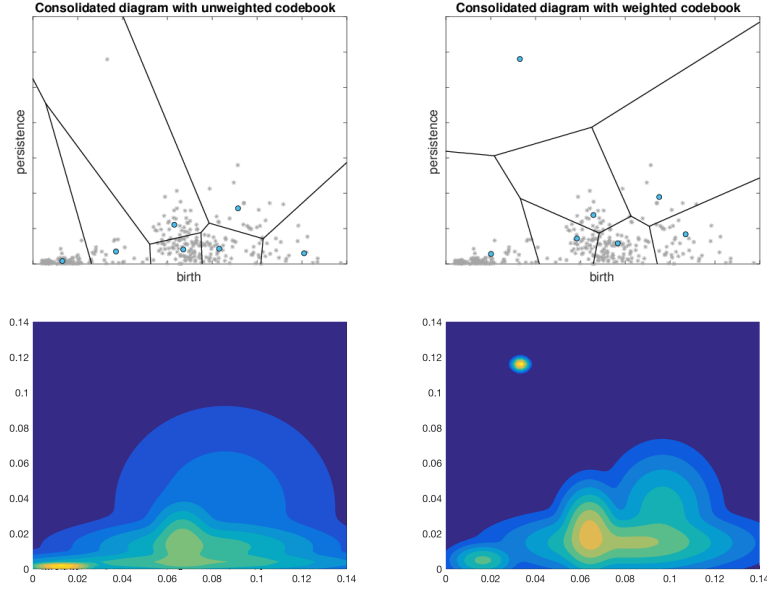 Consolidated diagram with unweighted codebook
Consolidated diagram with weighted codebook
persistence
birth
persistence
birth
0.14
0.12
0.1
0.08
0.06
0.04
0.02
0
0 0.02 0.04 0.06 0.08 0.1 0.12 0.14
0.14
0.12
0.1
0.08
0.06
0.04
0.02
0
0 0.02 0.04 0.06 0.08 0.1 0.12 0.14